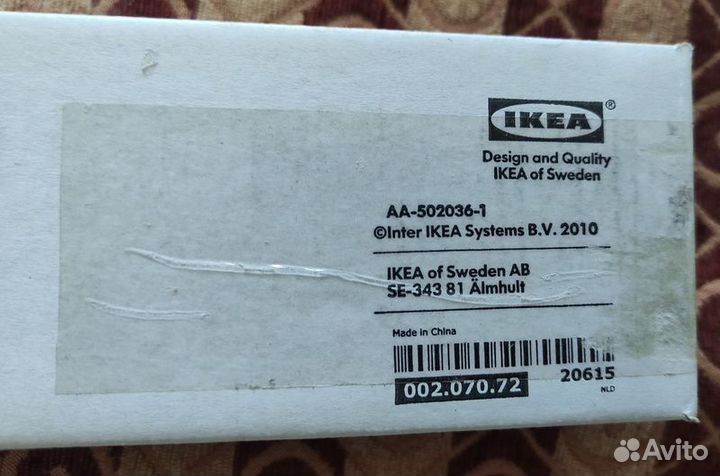 IKEA®
Design and Quality
IKEA of Sweden
AA-502036-1
©Inter IKEA Systems B.V. 2010
IKEA of Sweden AB
SE-343 81 Älmhult
Made in China
20615
002.070.72
NLD
Avito